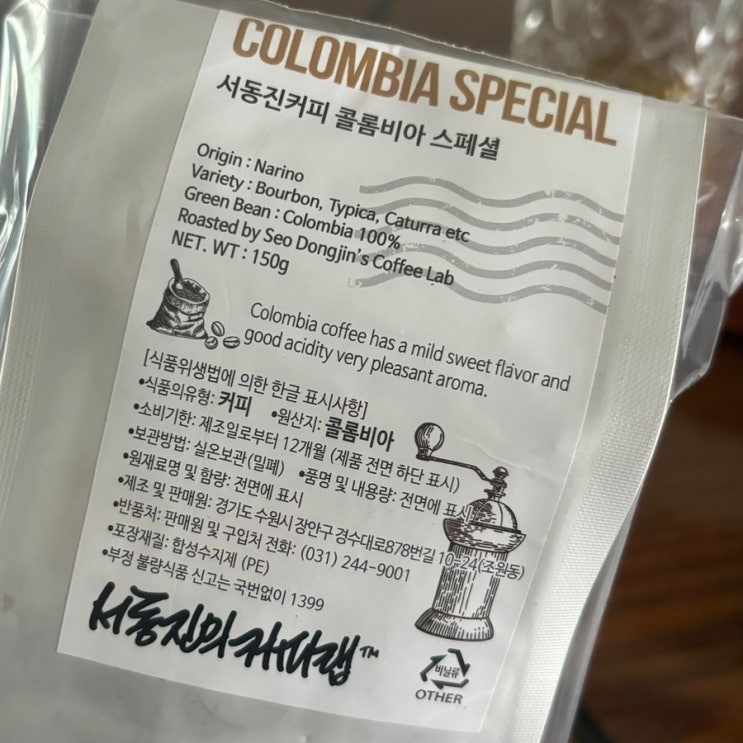 COLOMBIA SPECIAL
서동진커피 콜롬비아 스페셜
Origin : Narino
Variety : Bourbon, Typica, Caturra etc
Green Bean : Colombia 100%
Roasted by Seo Dongjin's Coffee Lab
NET. WT : 150g
Colombia coffee has a mild sweet flavor and
good acidity very pleasant aroma.
[식품위생법에 의한 한글 표시사항]
•식품의유형: 커피 •원산지: 콜롬비아
•소비기한: 제조일로부터 12개월 (제품 전면 하단 표시)
•보관방법: 실온보관(밀폐) •품명 및 내용량: 전면에 표시
•원재료명 및 함량: 전면에 표시
•제조 및 판매원: 경기도 수원시 장안구 경수대로878번길 10-24(조원동)
•반품처: 판매원 및 구입처 전화: (031) 244-9001
•포장재질: 합성수지제 (PE)
•부정 불량식품 신고는 국번없이 1399
서동진의 커피랩™
비닐류
OTHER